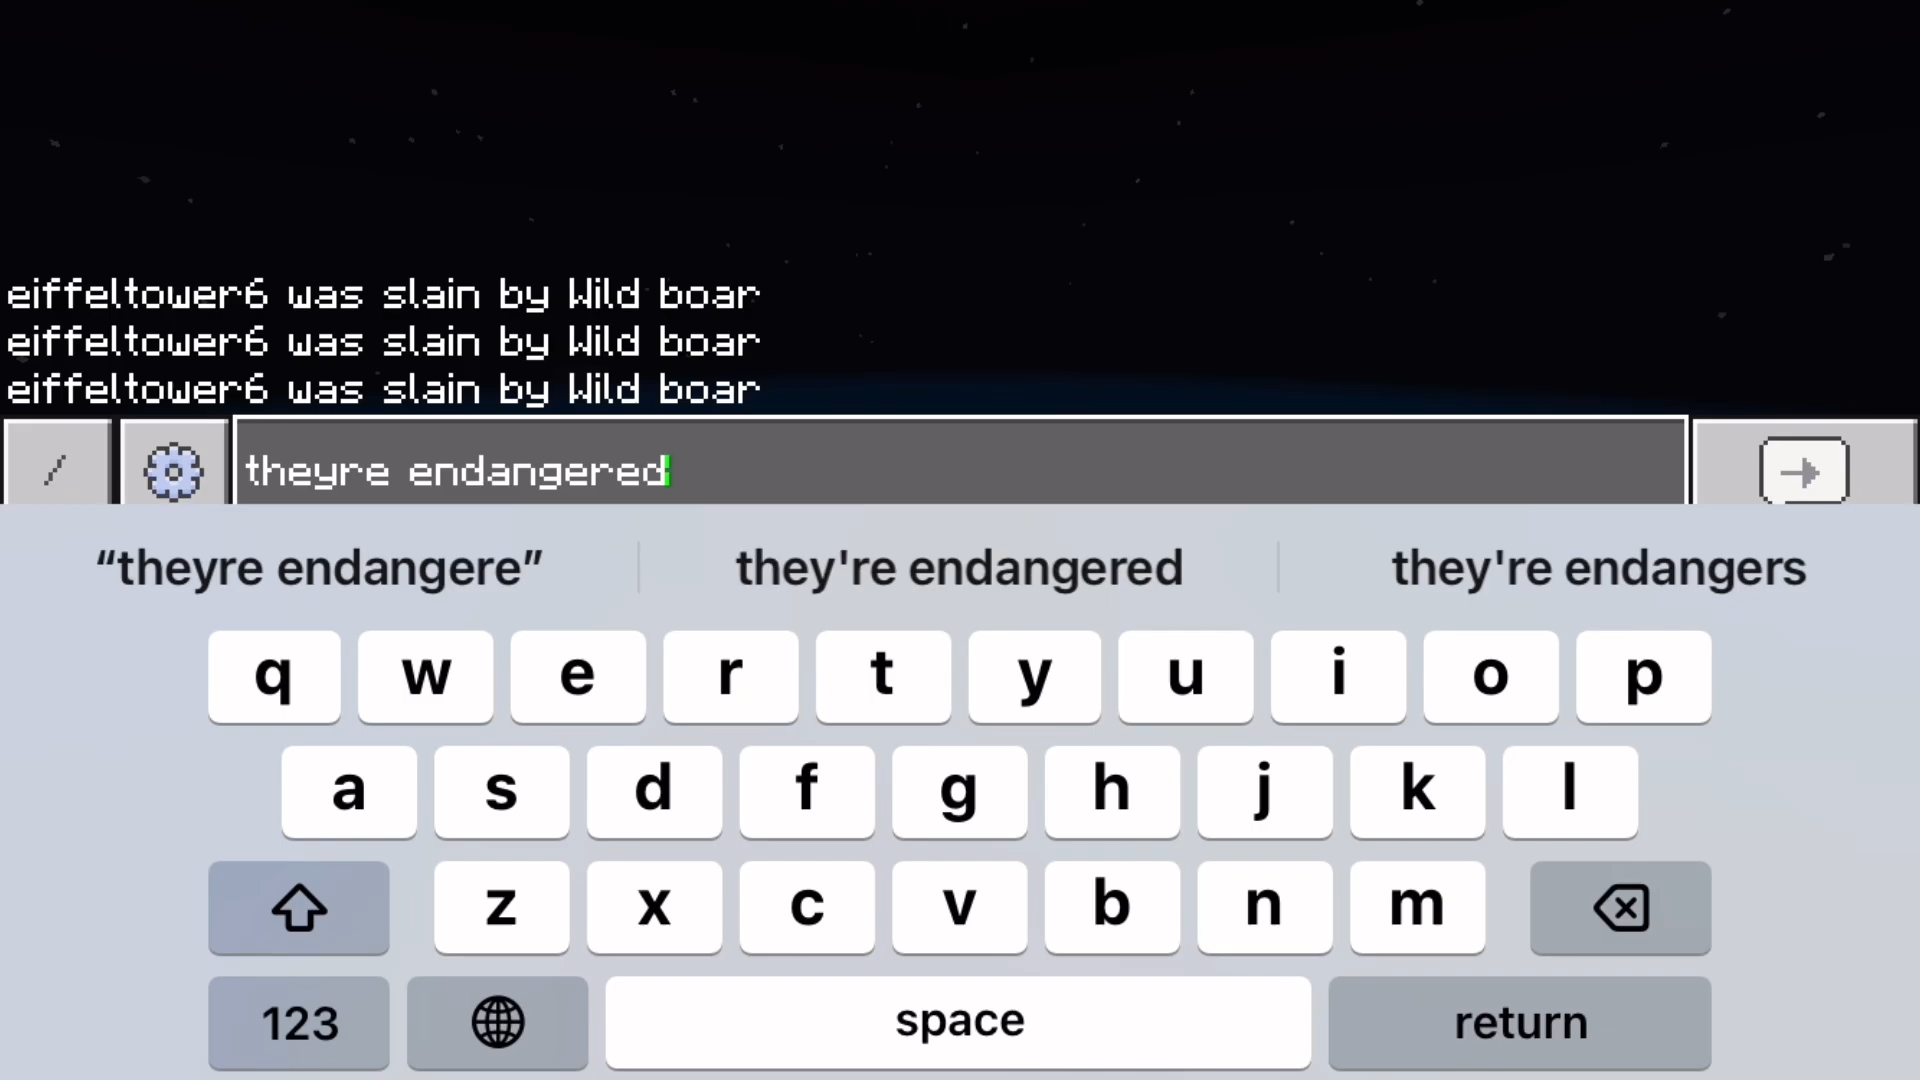 eiffeltower6 was slain by Wild boar
eiffeltower6 was slain by Wild boar
eiffeltower6 was slain by Wild boar
/
theyre endangered
“theyre endangere” they're endangered they're endangers
q w e r t y u i o p
a s d f g h j k l
z x c v b n m
123 space return